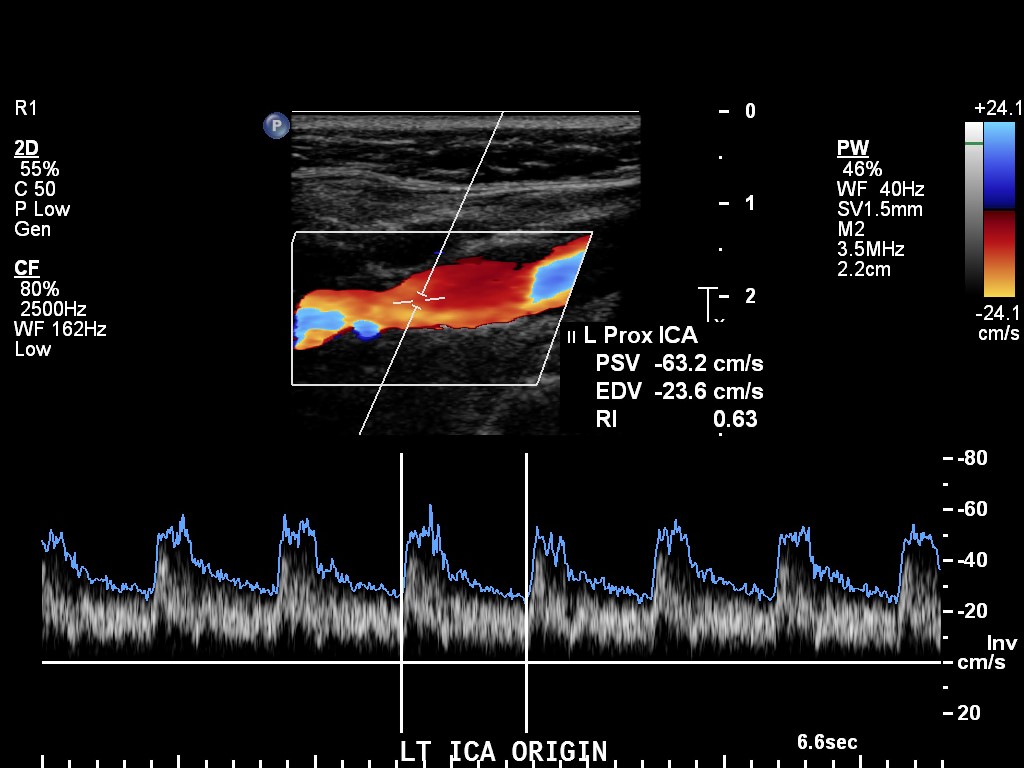 R1
P
0
+24.1
2D
55%
C 50
P Low
Gen
PW
46%
WF 40Hz
SV1.5mm
M2
3.5MHz
2.2cm
1
CF
80%
2500Hz
WF 162Hz
Low
2
x
-24.1
cm/s
L Prox ICA
PSV -63.2 cm/s
EDV -23.6 cm/s
RI 0.63
-80
-60
-40
-20
Inv
cm/s
20
6.6sec
LT ICA ORIGIN